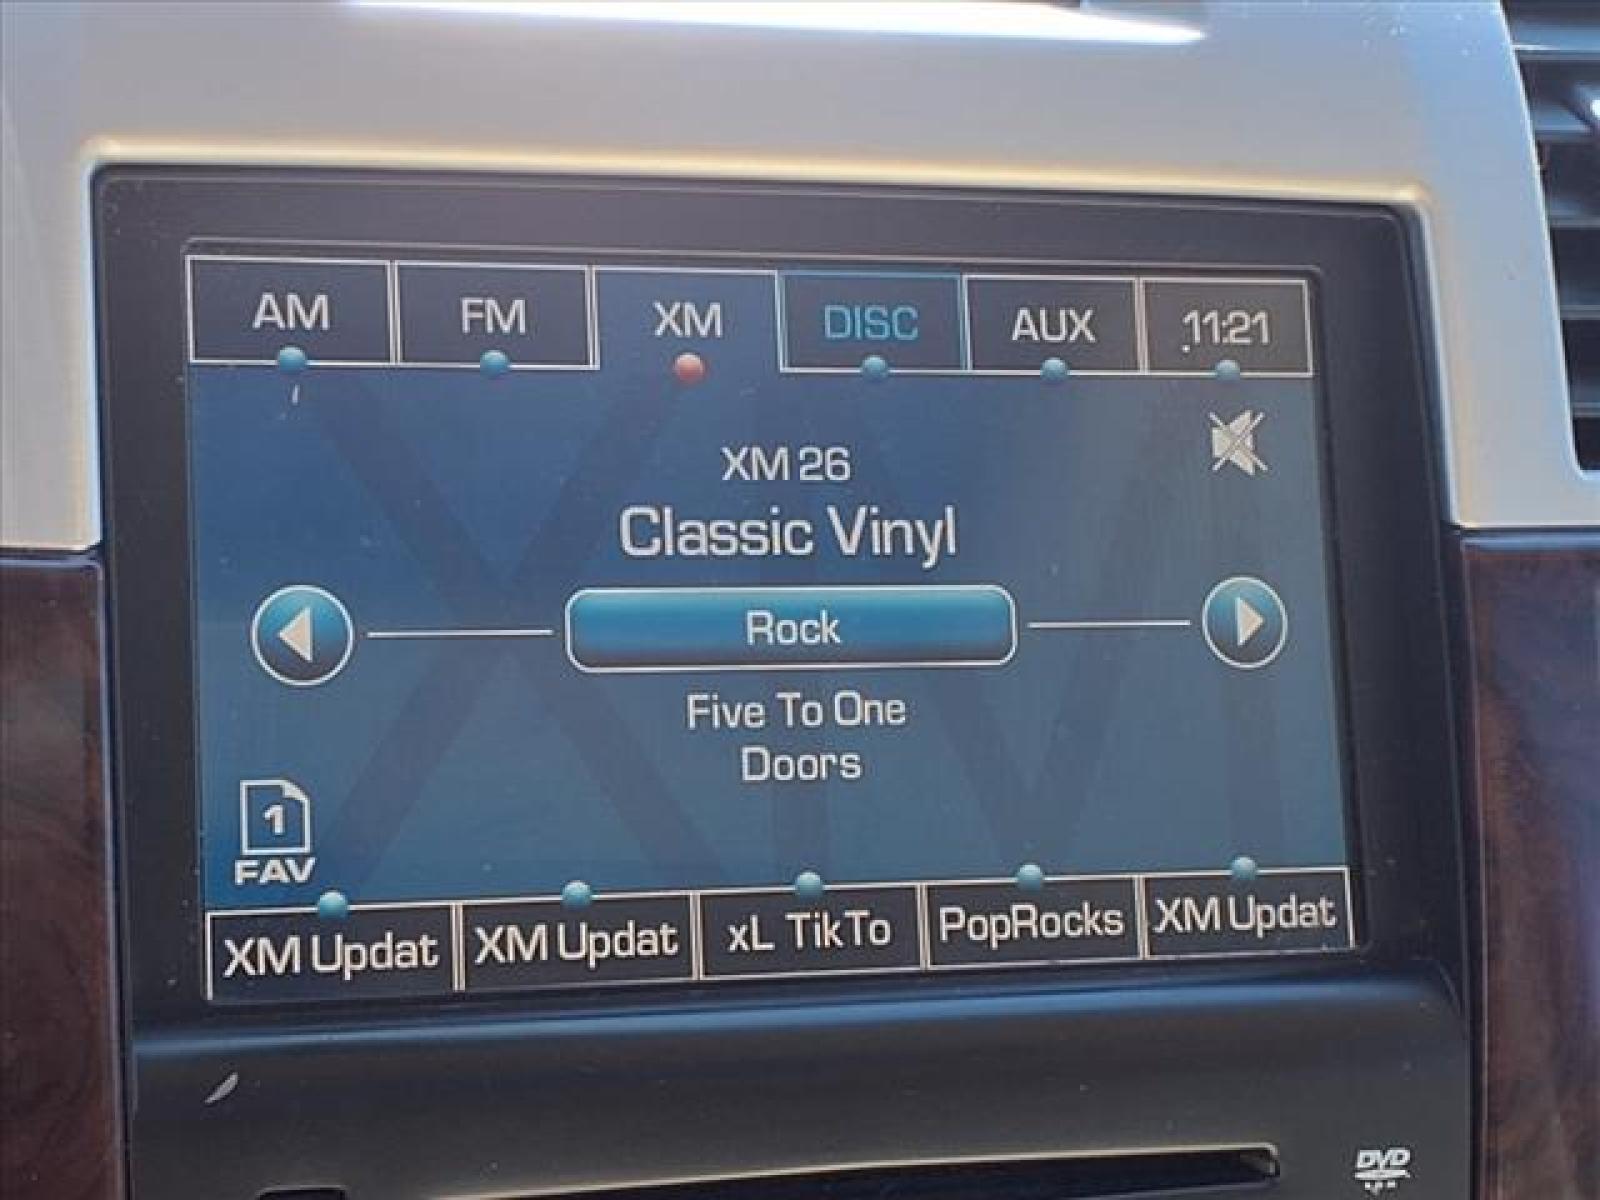 AM FM XM DISC AUX 11:21
XM 26
Classic Vinyl
Rock
Five To One
Doors
1
FAV
XM Updat XM Updat xL TikTo PopRocks XM Updat
DVD